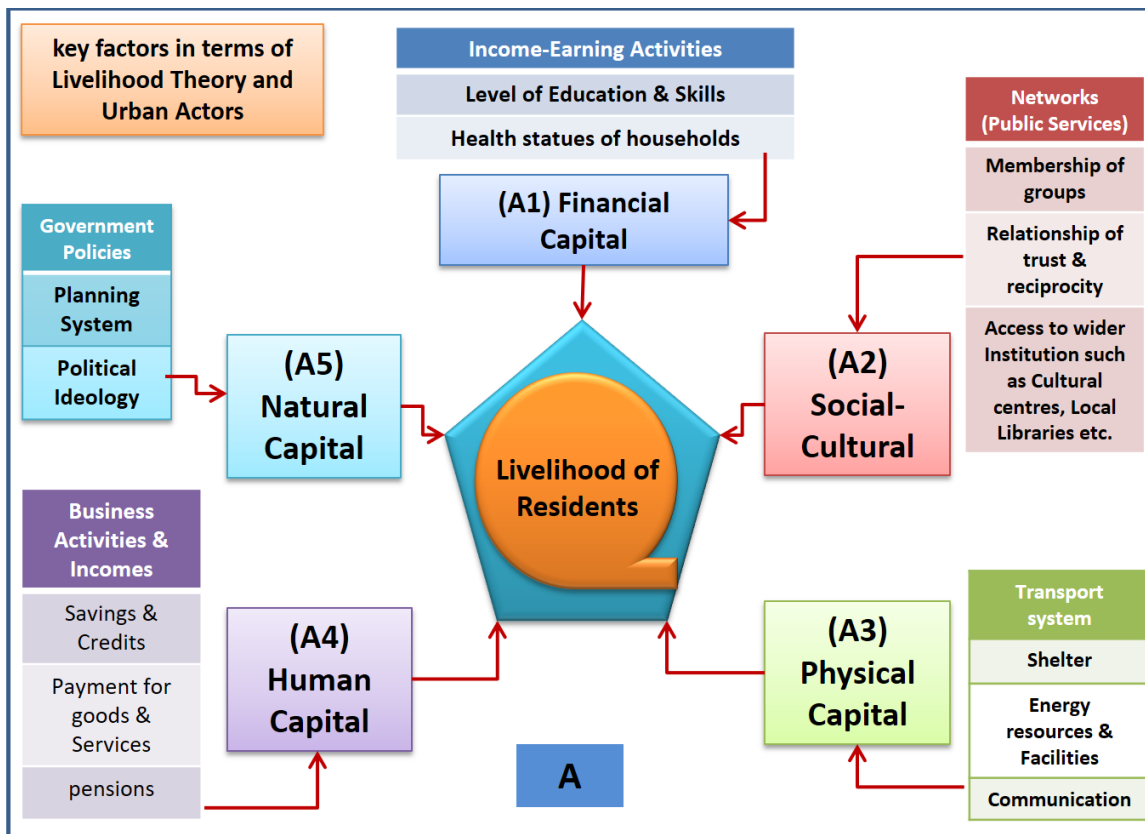 key factors in terms of
Livelihood Theory and
Urban Actors
Income-Earning Activities
Level of Education & Skills
Health statues of households
(A1) Financial
Capital
Networks
(Public Services)
Membership of
groups
Relationship of
trust &
reciprocity
Access to wider
Institution such
as Cultural
centres, Local
Libraries etc.
(A2)
Social-
Cultural
Government
Policies
Planning
System
Political
Ideology
(A5)
Natural
Capital
Livelihood of
Residents
Business
Activities &
Incomes
Savings &
Credits
Payment for
goods &
Services
pensions
(A4)
Human
Capital
(A3)
Physical
Capital
Transport
system
Shelter
Energy
resources &
Facilities
Communication
A